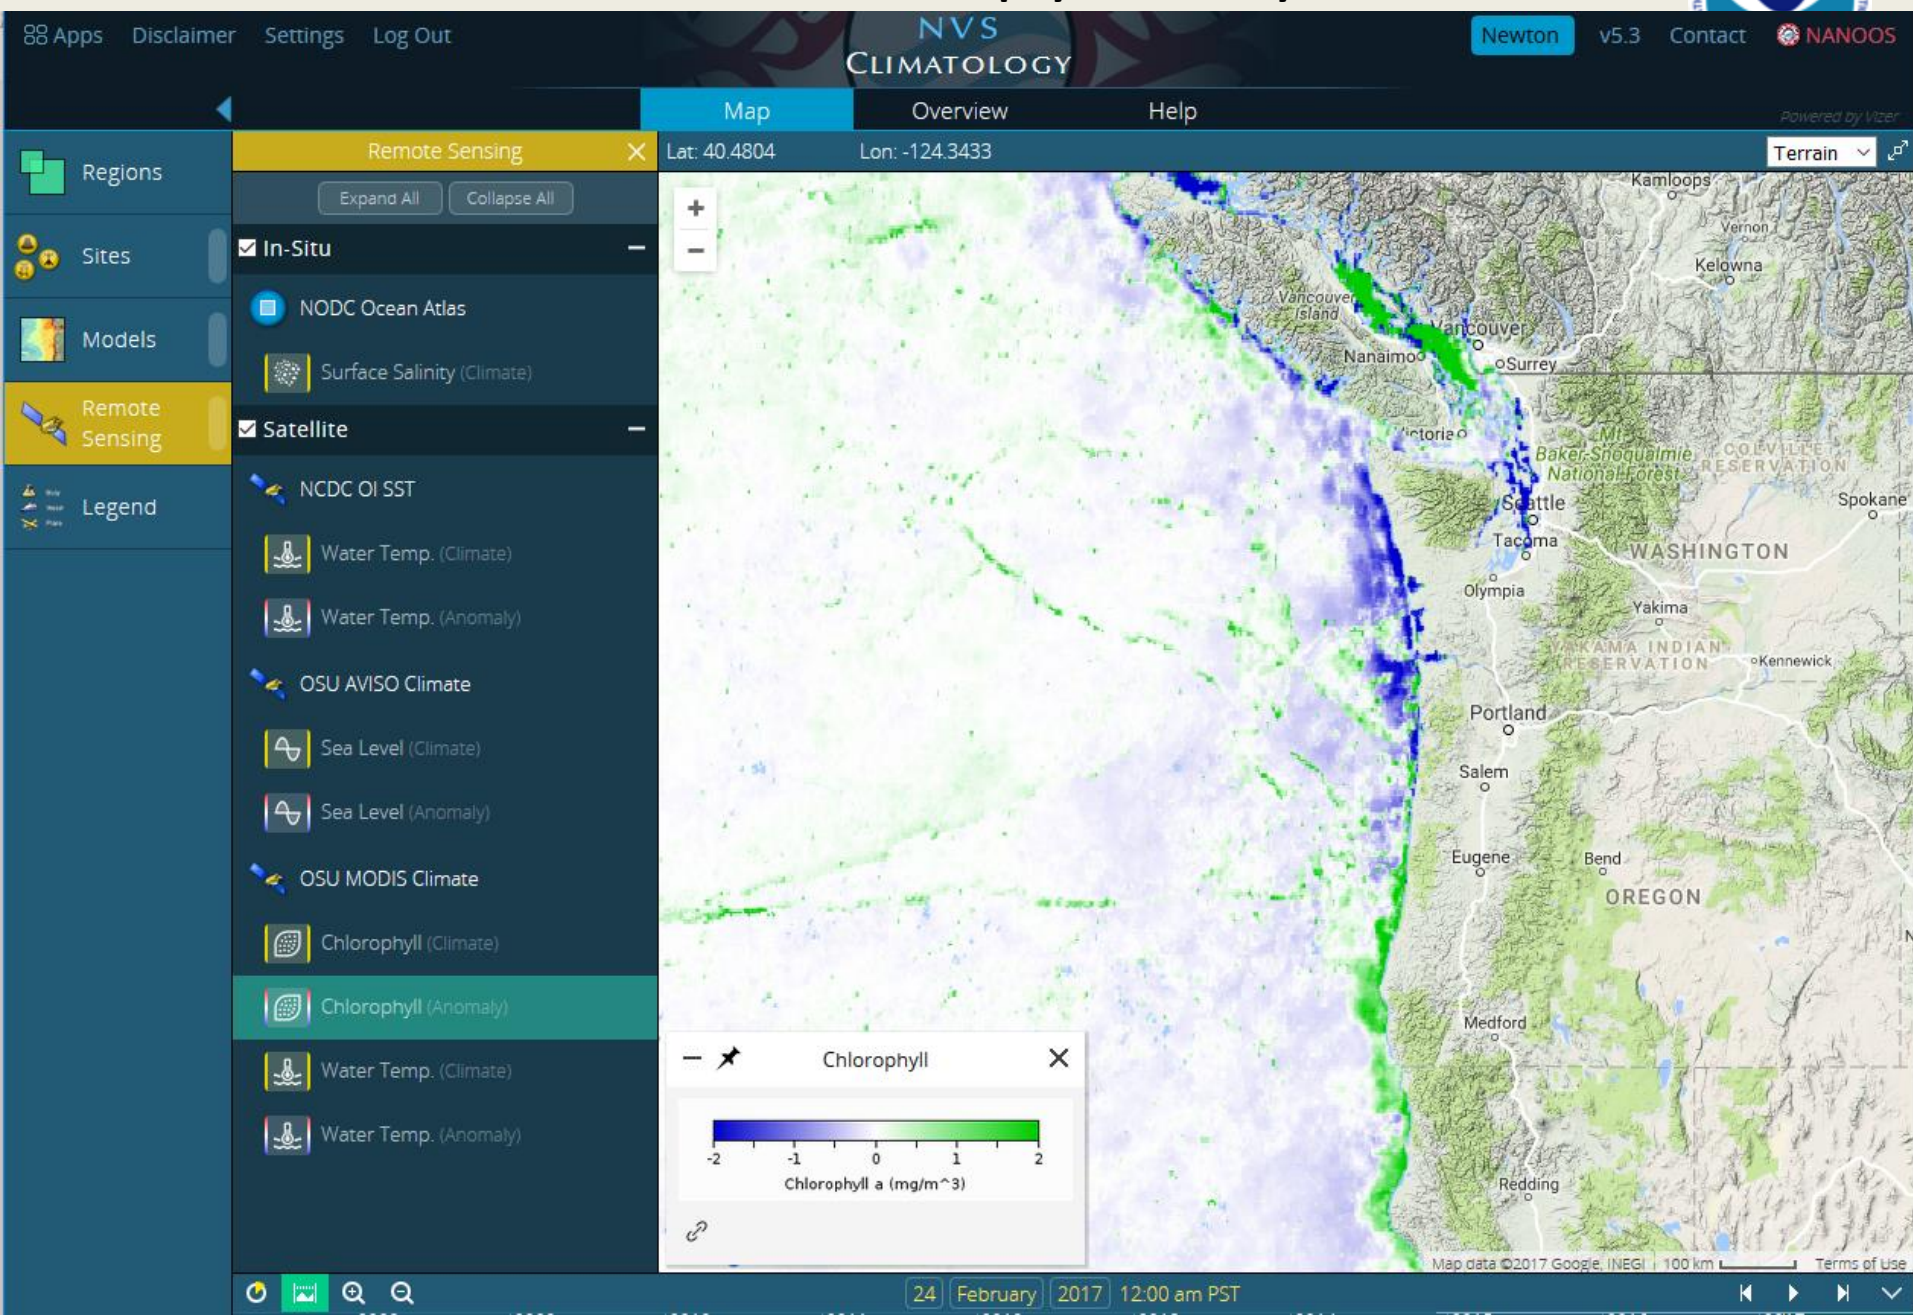 Apps Disclaimer Settings Log Out
NVS
CLIMATOLOGY
Newton v5.3 Contact NANOOS
Map Overview Help
Powered by Vizer
Remote Sensing
Lat: 40.4804 Lon: -124.3433
Terrain
Regions
Sites
Models
Remote
Sensing
Legend
Expand All Collapse All
In-Situ
NODC Ocean Atlas
Surface Salinity (Climate)
Satellite
NCDC OI SST
Water Temp. (Climate)
Water Temp. (Anomaly)
OSU AVISO Climate
Sea Level (Climate)
Sea Level (Anomaly)
OSU MODIS Climate
Chlorophyll (Climate)
Chlorophyll (Anomaly)
Water Temp. (Climate)
Water Temp. (Anomaly)
Kamloops
Vernon
Kelowna
Vancouver
Island
Vancouver
Nanaimo
Surrey
Victoria
Mt
Baker-Snoqualmie
National Forest
COLVILLE
RESERVATION
Seattle
Spokane
Tacoma
WASHINGTON
Olympia
Yakima
YAKAMA INDIAN
RESERVATION
Kennewick
Portland
Salem
Eugene
Bend
OREGON
Medford
Redding
Chlorophyll
-2 -1 0 1 2
Chlorophyll a (mg/m^3)
Map data ©2017 Google, INEGI 100 km Terms of Use
24 February 2017 12:00 am PST